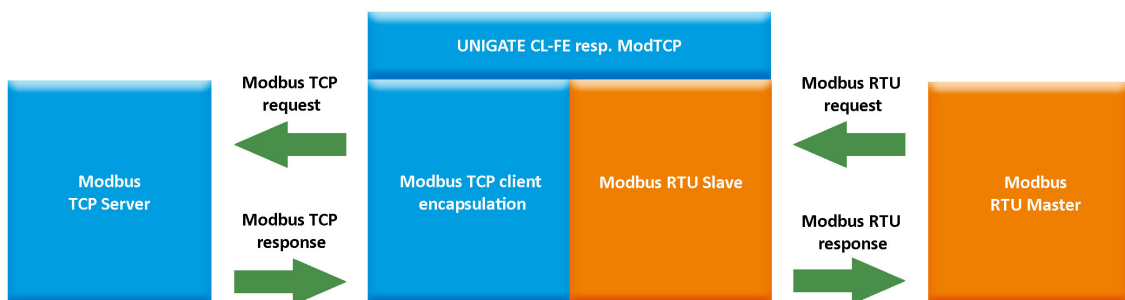 UNIGATE CL-FE resp. ModTCP
Modbus TCP
request
Modbus RTU
request
Modbus
TCP Server
Modbus TCP client
encapsulation
Modbus RTU Slave
Modbus
RTU Master
Modbus TCP
response
Modbus RTU
response